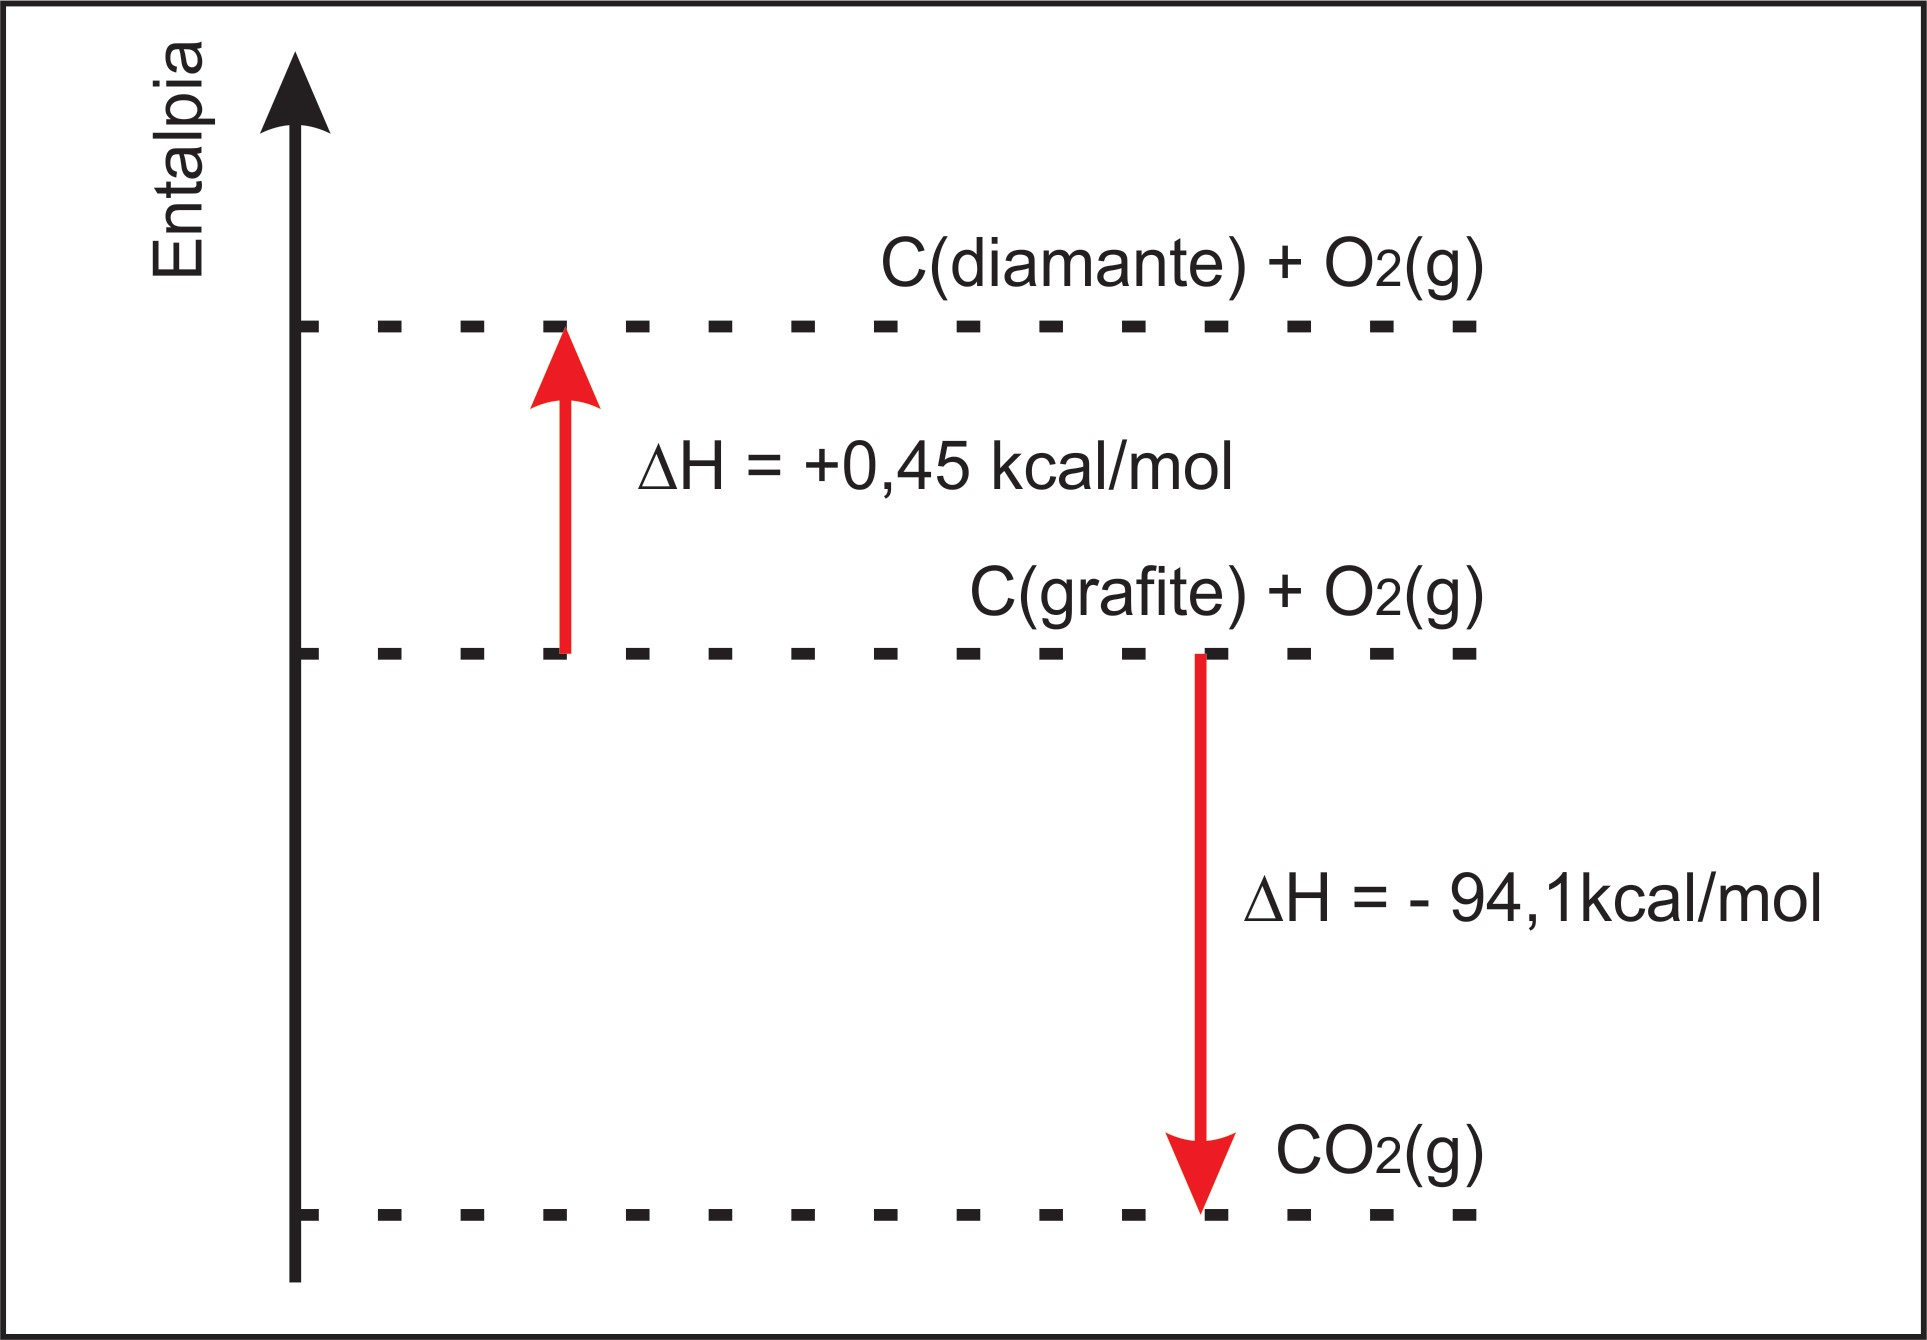 Entalpia
C(diamante) + O2(g)
ΔH = +0,45 kcal/mol
C(grafite) + O2(g)
ΔH = - 94,1kcal/mol
CO2(g)